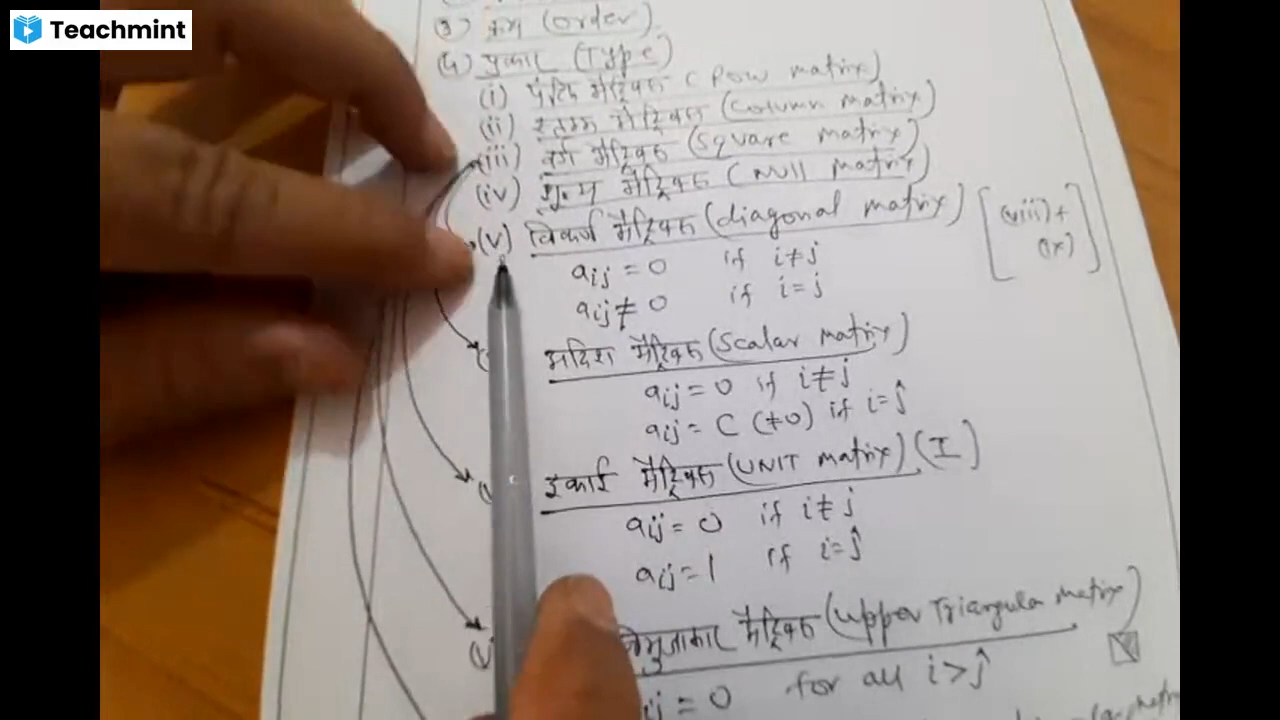 Teachmint
(3) क्रम (order)
(4) प्रकार (Type)
(i) पंक्ति मैट्रिक्स (Row matrix)
(ii) स्तम्भ मैट्रिक्स (Column matrix)
(iii) वर्ग मैट्रिक्स (Square matrix)
(iv) शून्य मैट्रिक्स (Null matrix)
(v) विकर्ण मैट्रिक्स (diagonal matrix) [(viii)+ (ix)]
aij = 0 if i≠j
aij ≠ 0 if i=j
अदिश मैट्रिक्स (Scalar matrix)
aij = 0 if i≠j
aij = C (≠0) if i=j
इकाई मैट्रिक्स (UNIT matrix) (I)
aij = 0 if i≠j
aij = 1 if i=j
त्रिभुजाकार मैट्रिक्स (Upper Triangular matrix)
ij = 0 for all i>j